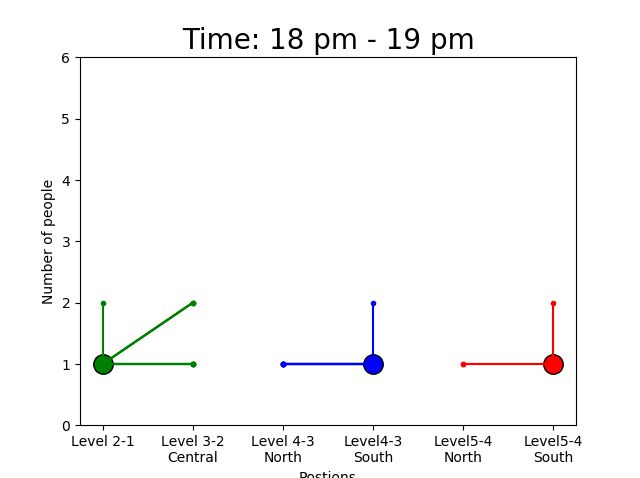 Time: 18 pm - 19 pm
6
5
4
3
2
1
0
Number of people
Level 2-1
Level 3-2
Central
Level 4-3
North
Level4-3
South
Level5-4
North
Level5-4
South
Postions